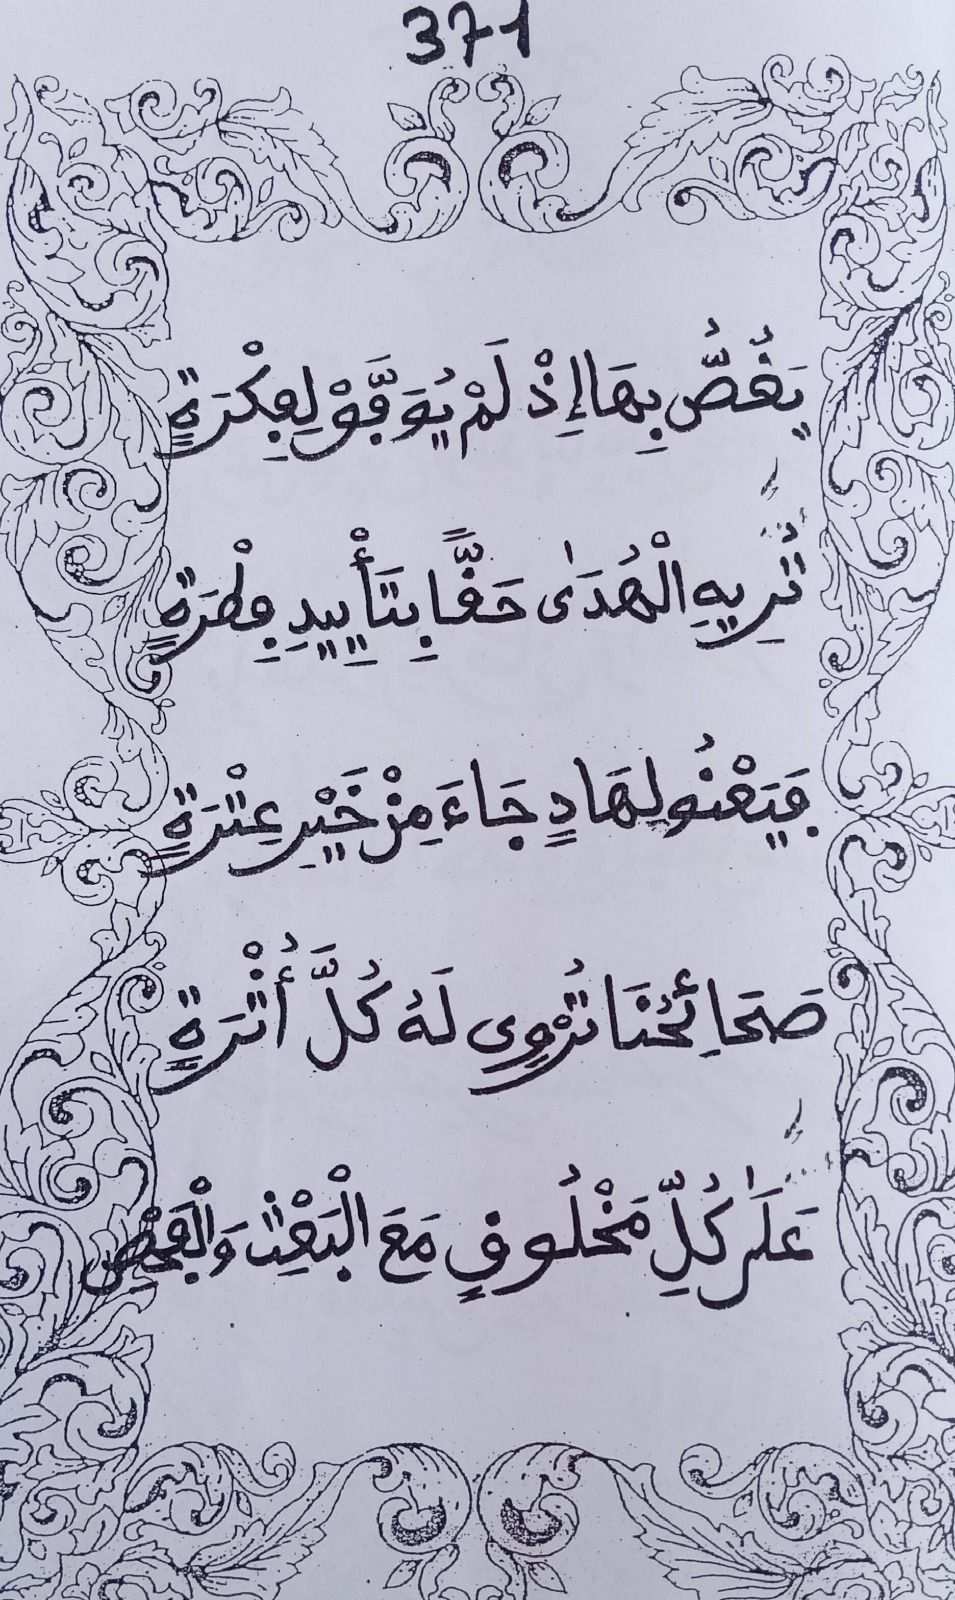 371
يَغُصُّ بِهَا إِذْ لَمْ يُوَفَّقْ لِفِكْرَةٍ
تُرِيهِ الْهُدَىٰ حَقًّا بِتَأْيِيدِ فِطْرَةٍ
فَيَعْنُو لِهَادٍ جَاءَ مِنْ خَيْرِ عِتْرَةٍ
صَحَائِحُنَا تُرْوِي لَهُ كُلَّ أُثْرَةٍ
عَلَىٰ كُلِّ مَخْلُوقٍ مَعَ الْبَعْثِ وَالْفَحْصِ